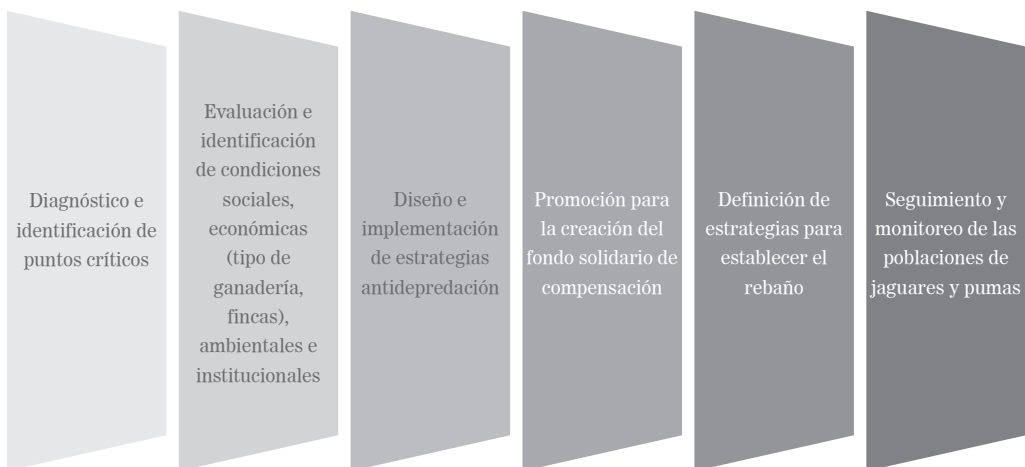 Diagnóstico e
identificación de
puntos críticos
Evaluación e
identificación
de condiciones
sociales,
económicas
(tipo de
ganadería,
fincas),
ambientales e
institucionales
Diseño e
implementación
de estrategias
antidepredación
Promoción para
la creación del
fondo solidario de
compensación
Definición de
estrategias para
establecer el
rebaño
Seguimiento y
monitoreo de las
poblaciones de
jaguares y pumas